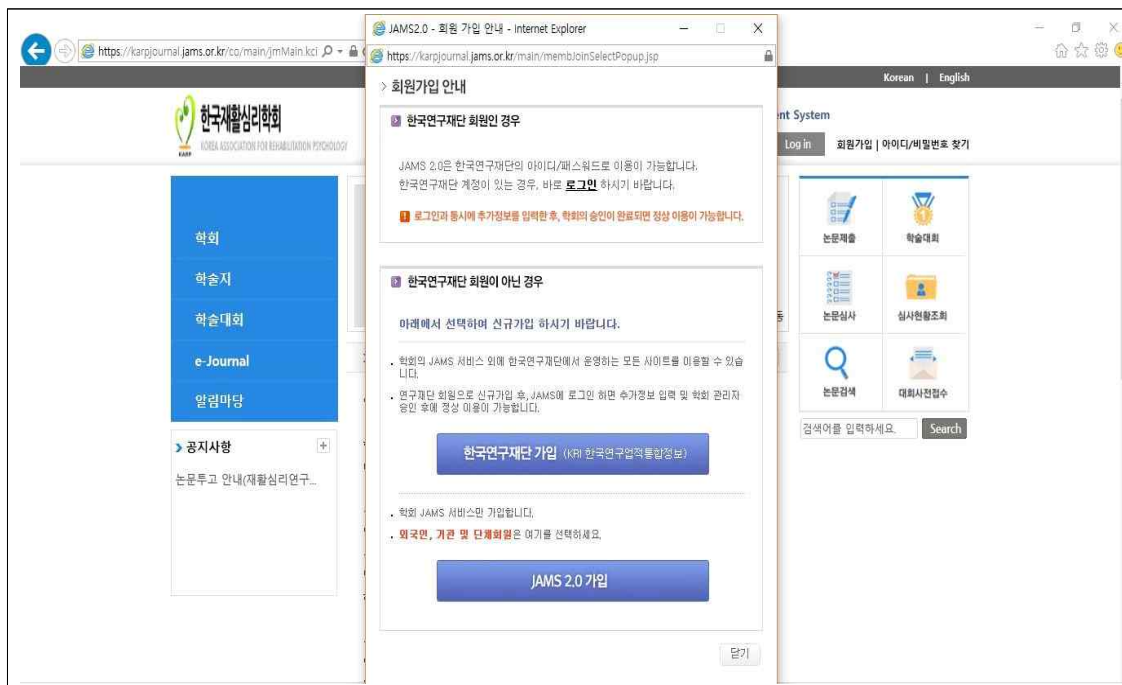 JAMS2.0 - 회원 가입 안내 - Internet Explorer
https://karpjournal.jams.or.kr/co/main/jmMain.kci
https://karpjournal.jams.or.kr/main/membJoinSelectPopup.jsp
Korean | English
한국재활심리학회
KOREA ASSOCIATION FOR REHABILITATION PSYCHOLOGY
KARP
System
Log in 회원가입 | 아이디/비밀번호 찾기
학회
학술지
학술대회
e-Journal
알림마당
공지사항
논문투고 안내(재활심리연구...
회원가입 안내
한국연구재단 회원인 경우
JAMS 2.0은 한국연구재단의 아이디/패스워드로 이용이 가능합니다.
한국연구재단 계정이 있는 경우, 바로 로그인 하시기 바랍니다.
로그인과 동시에 추가정보를 입력한 후, 학회의 승인이 완료되면 정상 이용이 가능합니다.
한국연구재단 회원이 아닌 경우
아래에서 선택하여 신규가입 하시기 바랍니다.
학회의 JAMS 서비스 외에 한국연구재단에서 운영하는 모든 사이트를 이용할 수 있습
니다.
연구재단 회원으로 신규가입 후, JAMS에 로그인 하면 추가정보 입력 및 학회 관리자
승인 후에 정상 이용이 가능합니다.
한국연구재단 가입 (KRI 한국연구업적통합정보)
학회 JAMS 서비스만 가입합니다.
외국인, 기관 및 단체회원은 여기를 선택하세요.
JAMS 2.0 가입
닫기
논문제출 학술대회
논문심사 심사현황조회
논문검색 대회사전접수
검색어를 입력하세요. Search